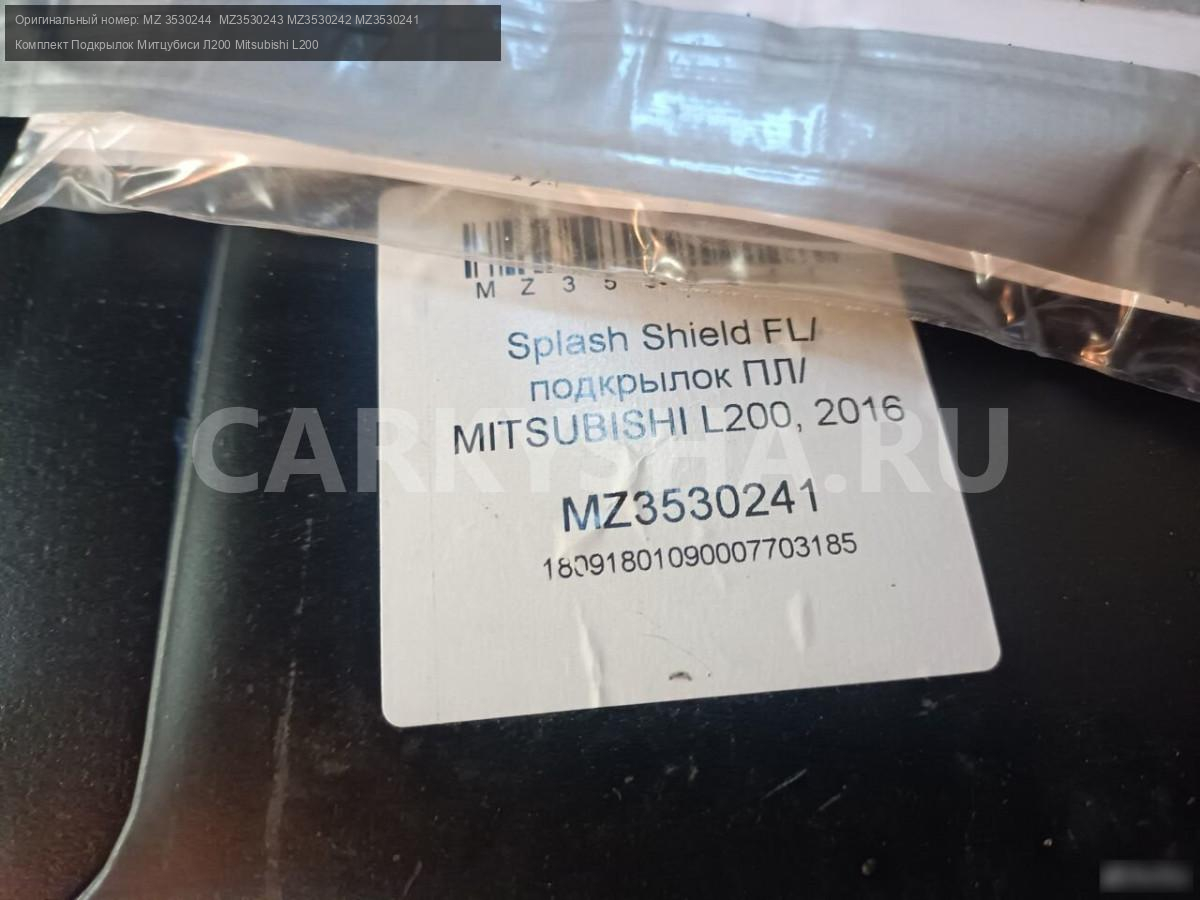 Оригинальный номер: MZ 3530244 MZ3530243 MZ3530242 MZ3530241
Комплект Подкрылок Митцубиси Л200 Mitsubishi L200
M Z 3 5
Splash Shield FL/
подкрылок ПЛ/
MITSUBISHI L200, 2016
CARKYSHA.RU
MZ3530241
18091801090007703185